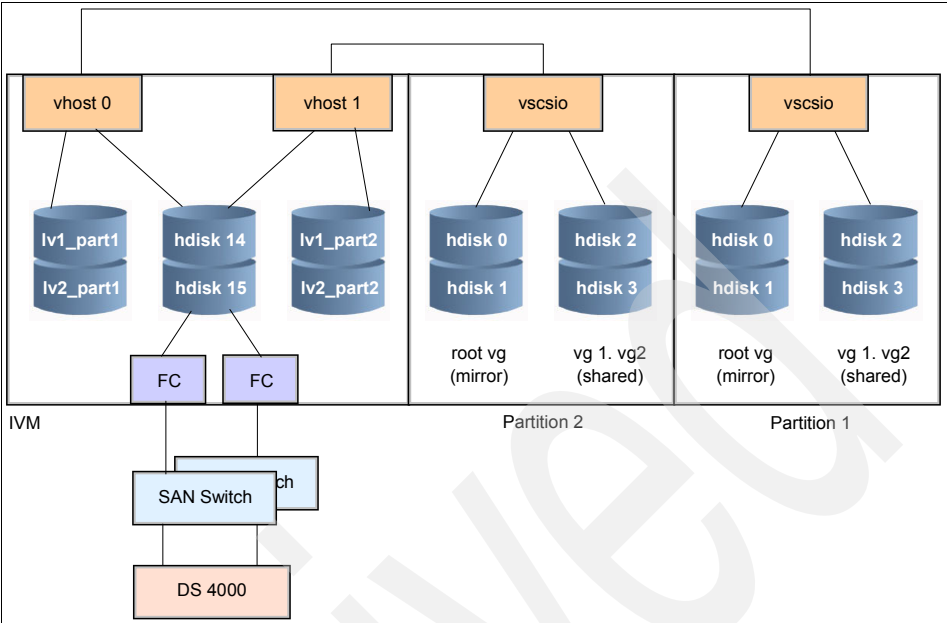 vhost 0
vhost 1
vscsio
vscsio
lv1_part1
lv2_part1
hdisk 14
hdisk 15
lv1_part2
lv2_part2
hdisk 0
hdisk 1
hdisk 2
hdisk 3
hdisk 0
hdisk 1
hdisk 2
hdisk 3
root vg
(mirror)
vg 1. vg2
(shared)
root vg
(mirror)
vg 1. vg2
(shared)
FC
FC
IVM
Partition 2
Partition 1
SAN Switch
ch
DS 4000